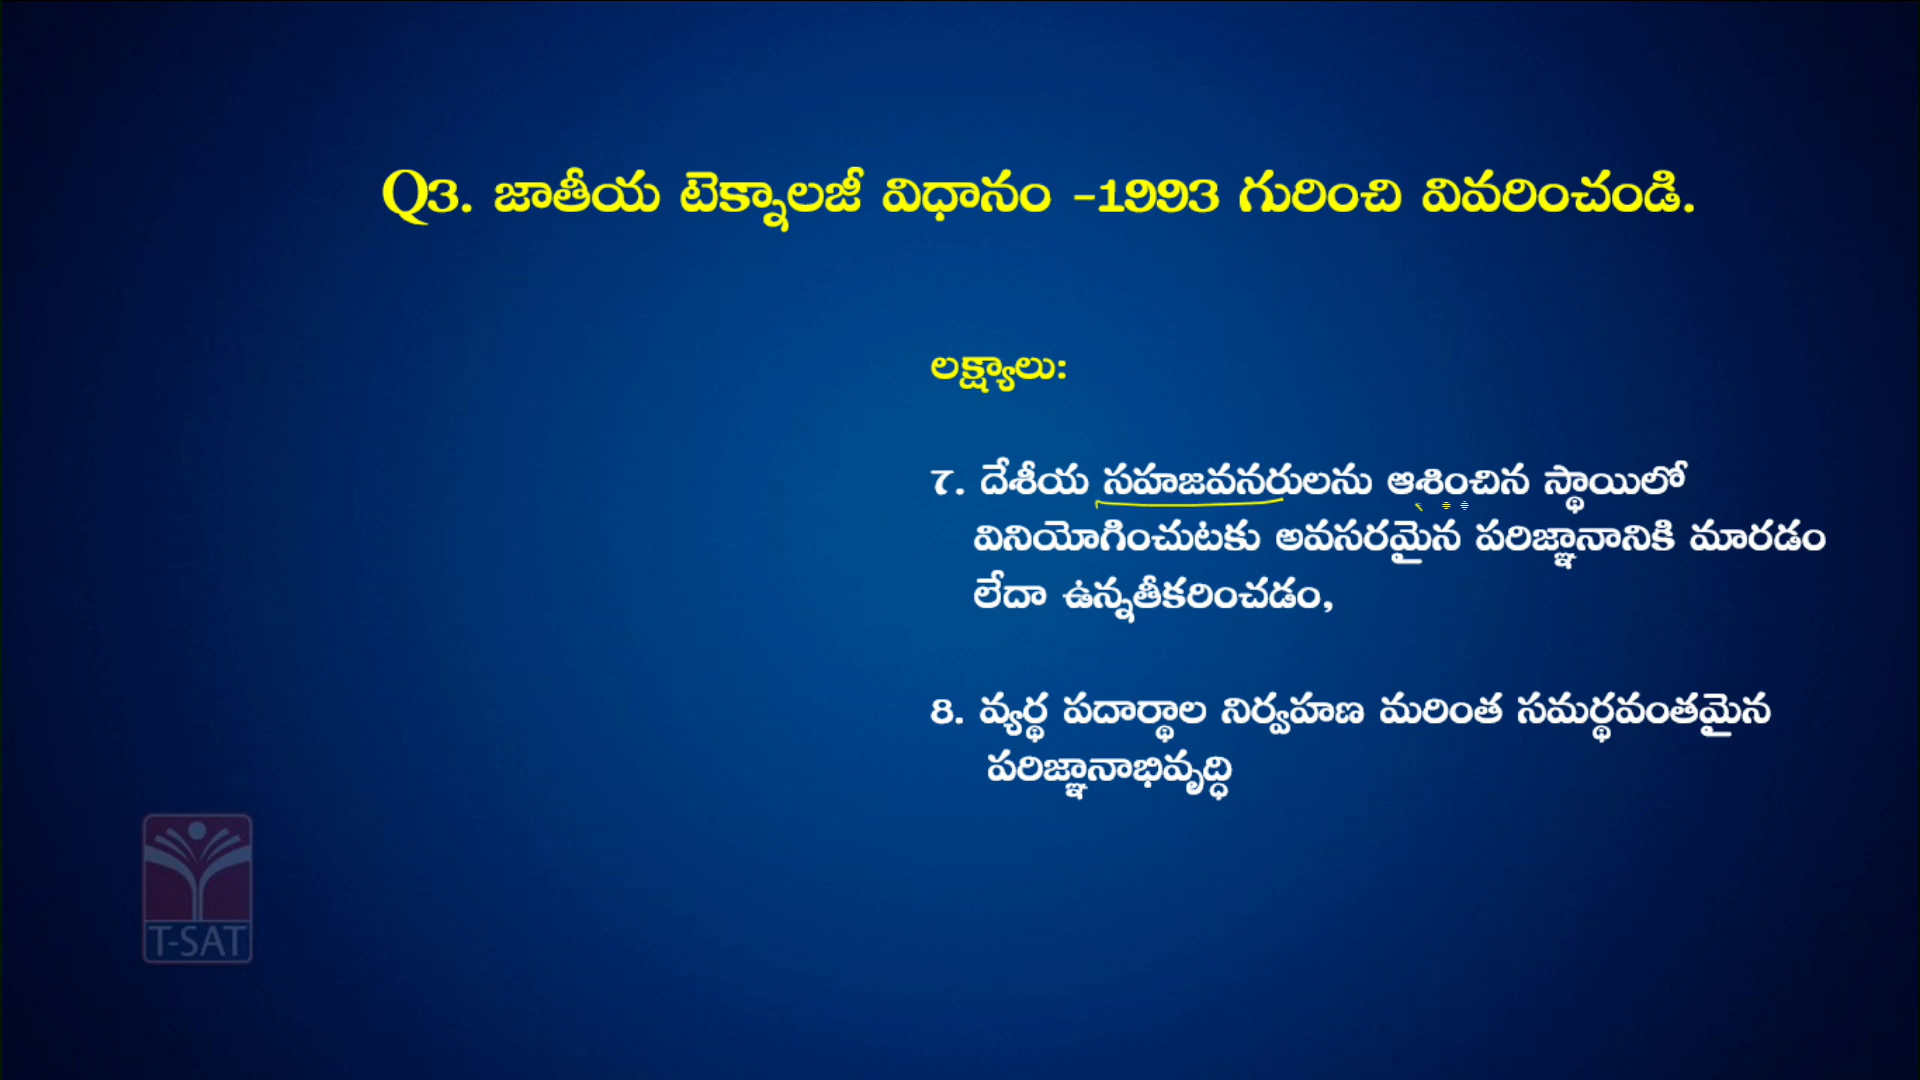 Q3. జాతీయ టెక్నాలజీ విధానం -1993 గురించి వివరించండి.
లక్ష్యాలు:
7. దేశీయ సహజవనరులను ఆశించిన స్థాయిలో
వినియోగించుటకు అవసరమైన పరిజ్ఞానానికి మారడం
లేదా ఉన్నతీకరించడం,
8. వ్యర్థ పదార్థాల నిర్వహణ మరింత సమర్థవంతమైన
పరిజ్ఞానాభివృద్ధి
T-SAT